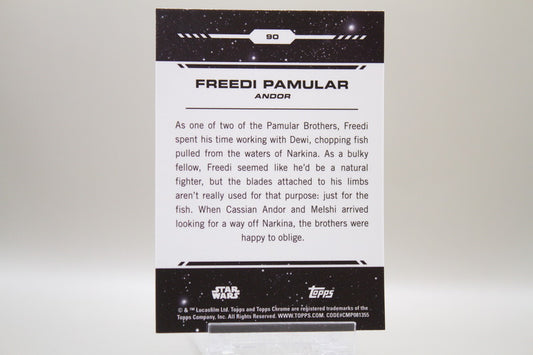 90
FREEDI PAMULAR
ANDOR
As one of two of the Pamular Brothers, Freedi
spent his time working with Dewi, chopping fish
pulled from the waters of Narkina. As a bulky
fellow, Freedi seemed like he'd be a natural
fighter, but the blades attached to his limbs
aren't really used for that purpose: just for the
fish. When Cassian Andor and Melshi arrived
looking for a way off Narkina, the brothers were
happy to oblige.
STAR WARS
Topps
© & ™ Lucasfilm Ltd. Topps and Topps Chrome are registered trademarks of the
Topps Company, Inc. All Rights Reserved. WWW.TOPPS.COM. CODE#CMP081355